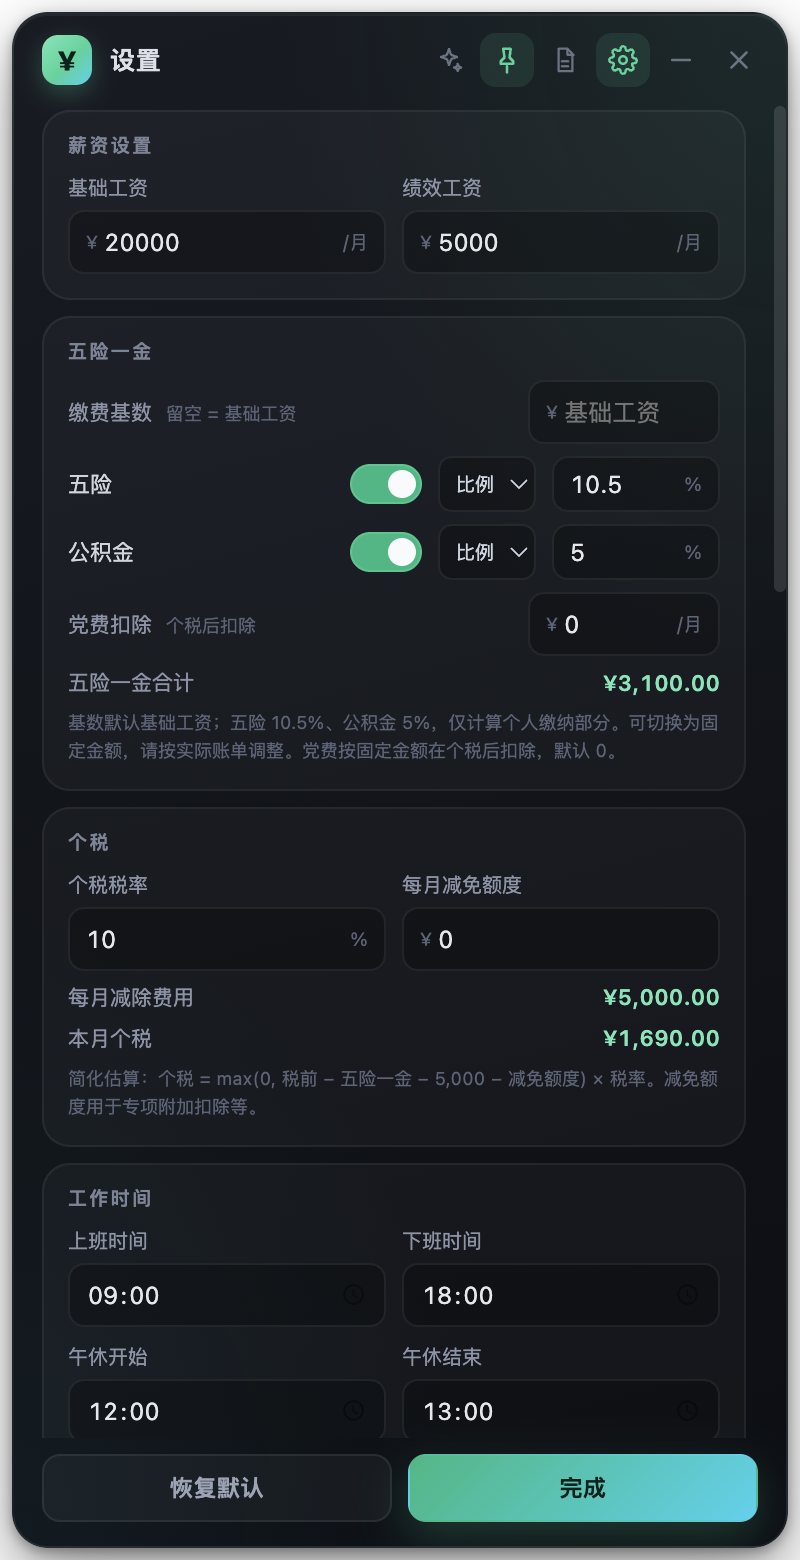 ¥ 设置
薪资设置
基础工资 绩效工资
¥ 20000 /月 ¥ 5000 /月
五险一金
缴费基数 留空 = 基础工资 ¥ 基础工资
五险 比例 10.5 %
公积金 比例 5 %
党费扣除 个税后扣除 ¥ 0 /月
五险一金合计 ¥3,100.00
基数默认基础工资；五险 10.5%、公积金 5%，仅计算个人缴纳部分。可切换为固
定金额，请按实际账单调整。党费按固定金额在个税后扣除，默认 0。
个税
个税税率 每月减免额度
10 % ¥ 0
每月减除费用 ¥5,000.00
本月个税 ¥1,690.00
简化估算：个税 = max(0, 税前 − 五险一金 − 5,000 − 减免额度) × 税率。减免额
度用于专项附加扣除等。
工作时间
上班时间 下班时间
09:00 18:00
午休开始 午休结束
12:00 13:00
恢复默认 完成